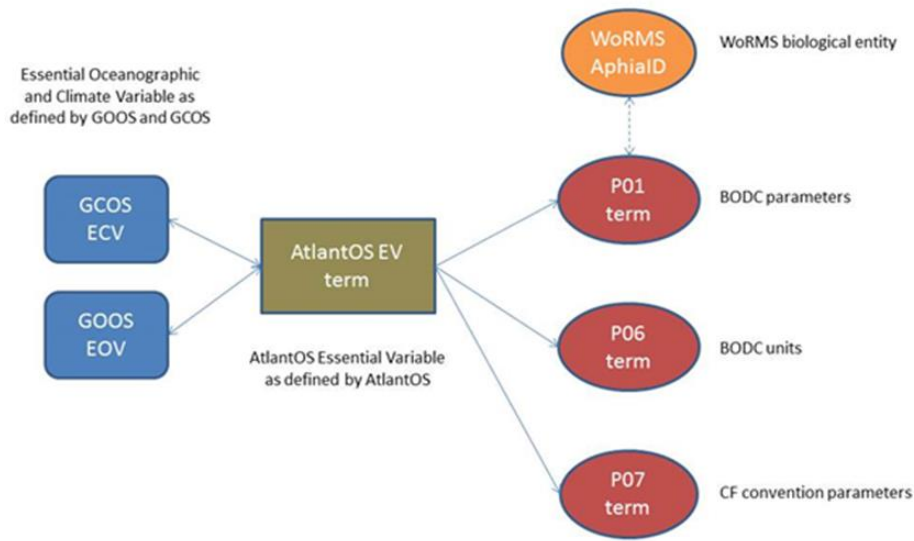 Essential Oceanographic
and Climate Variable as
defined by GOOS and GCOS
GCOS
ECV
GOOS
EOV
AtlantOS EV
term
AtlantOS Essential Variable
as defined by AtlantOS
WoRMS
AphiaID
WoRMS biological entity
P01
term
BODC parameters
P06
term
BODC units
P07
term
CF convention parameters